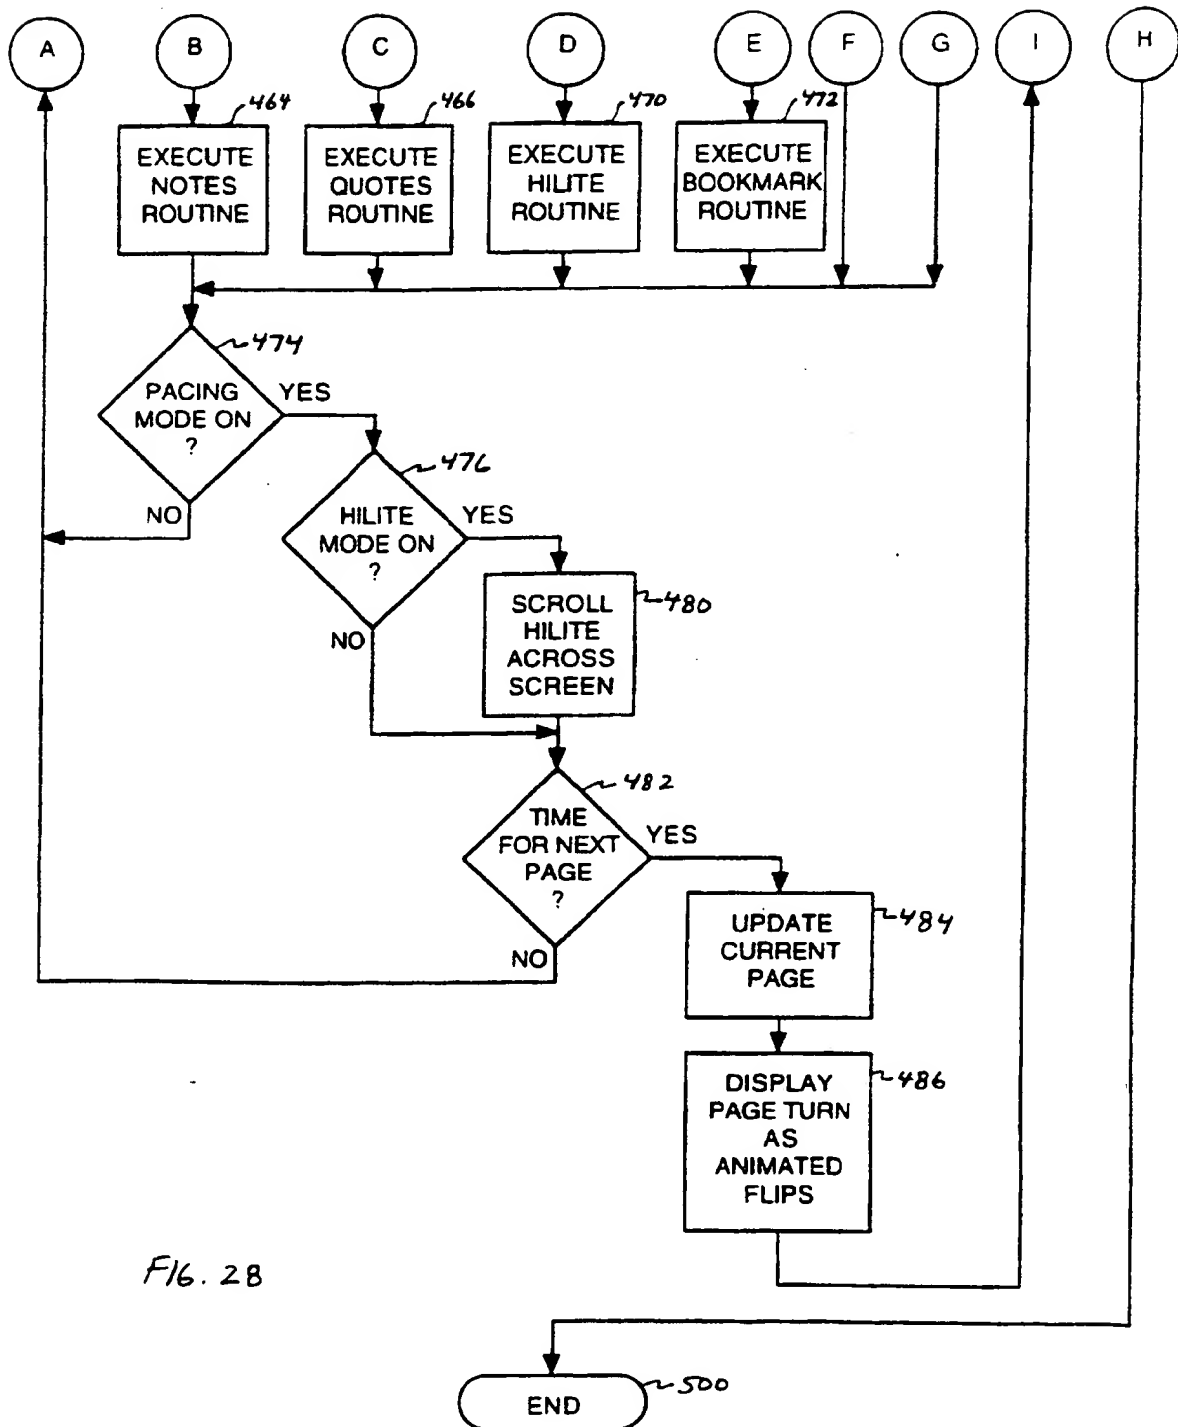 A
B
C
D
E
F
G
I
H
464
466
470
472
EXECUTE
NOTES
ROUTINE
EXECUTE
QUOTES
ROUTINE
EXECUTE
HILITE
ROUTINE
EXECUTE
BOOKMARK
ROUTINE
474
PACING
MODE ON
?
YES
NO
476
HILITE
MODE ON
?
YES
NO
SCROLL
HILITE
ACROSS
SCREEN
480
482
TIME
FOR NEXT
PAGE
?
YES
NO
UPDATE
CURRENT
PAGE
484
DISPLAY
PAGE TURN
AS
ANIMATED
FLIPS
486
FIG. 28
END
500